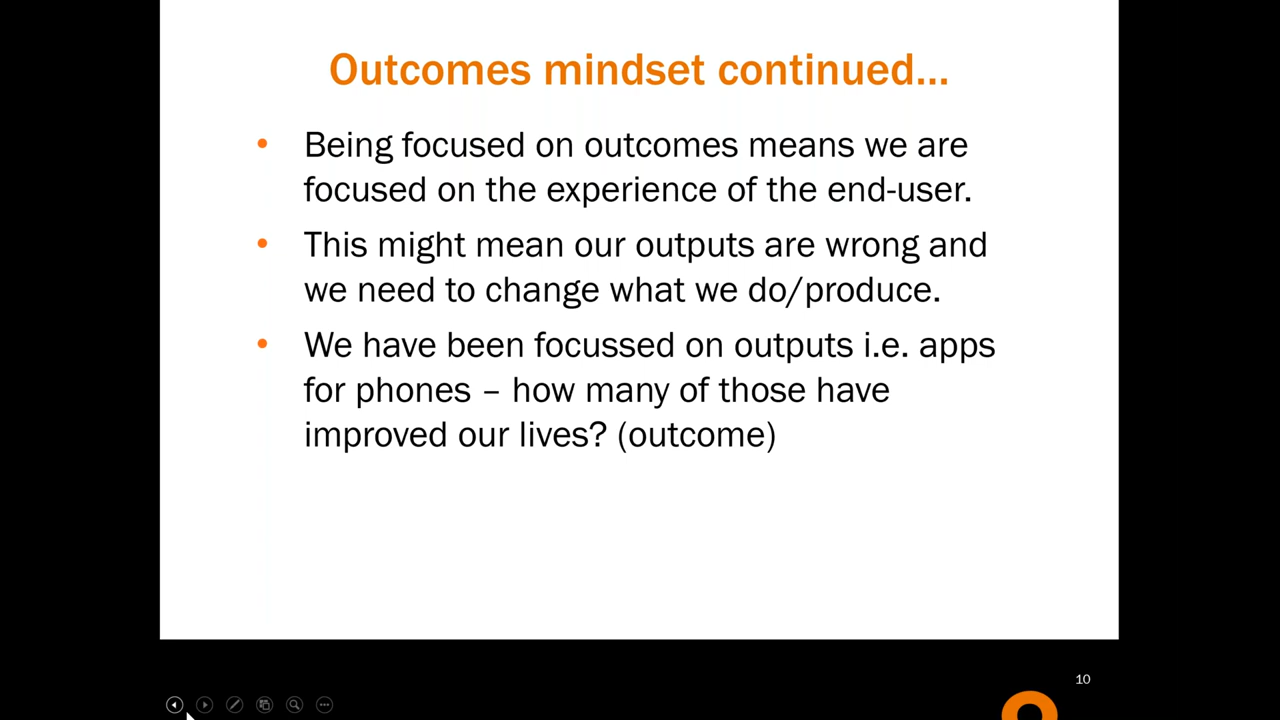 Outcomes mindset continued...
• Being focused on outcomes means we are
focused on the experience of the end-user.
• This might mean our outputs are wrong and
we need to change what we do/produce.
• We have been focussed on outputs i.e. apps
for phones – how many of those have
improved our lives? (outcome)
10